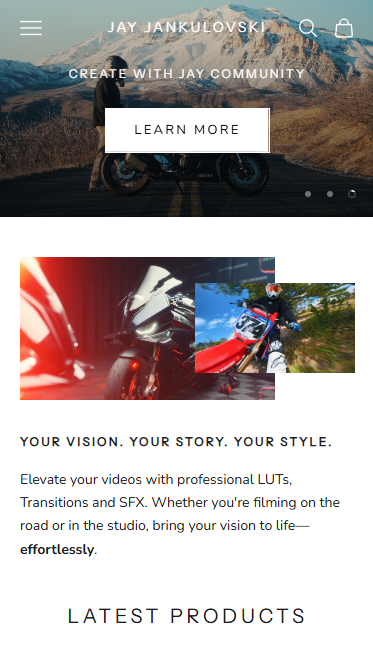 JAY JANKULOVSKI
CREATE WITH JAY COMMUNITY
LEARN MORE
YOUR VISION. YOUR STORY. YOUR STYLE.
Elevate your videos with professional LUTs,
Transitions and SFX. Whether you're filming on the
road or in the studio, bring your vision to life—
effortlessly.
LATEST PRODUCTS